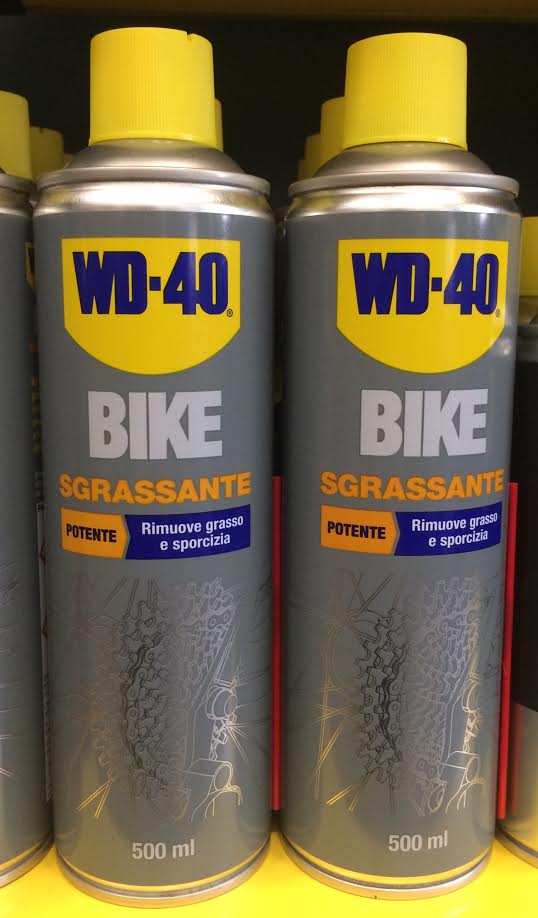 WD-40®
BIKE
SGRASSANTE
POTENTE
Rimuove grasso
e sporcizia
500 ml
WD-40®
BIKE
SGRASSANTE
POTENTE
Rimuove grasso
e sporcizia
500 ml